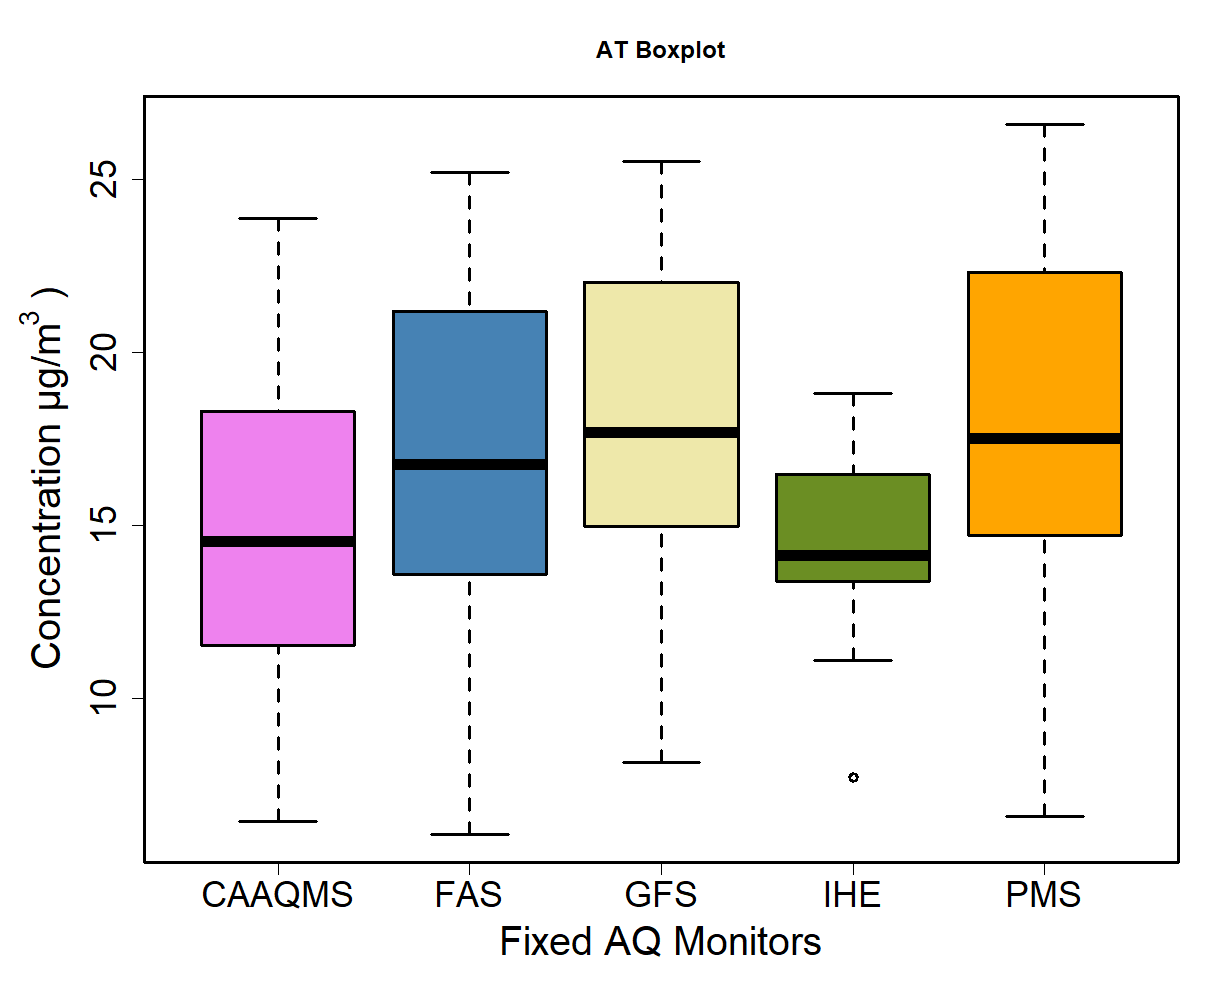 AT Boxplot
Concentration µg/m³ )
25
20
15
10
CAAQMS FAS GFS IHE PMS
Fixed AQ Monitors